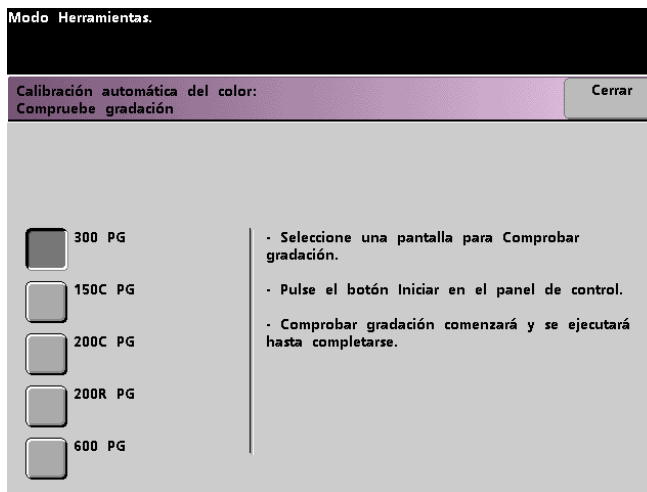 Modo Herramientas.
Calibración automática del color:
Compruebe gradación
Cerrar
300 PG
150C PG
200C PG
200R PG
600 PG
- Seleccione una pantalla para Comprobar
gradación.
- Pulse el botón Iniciar en el panel de control.
- Comprobar gradación comenzará y se ejecutará
hasta completarse.